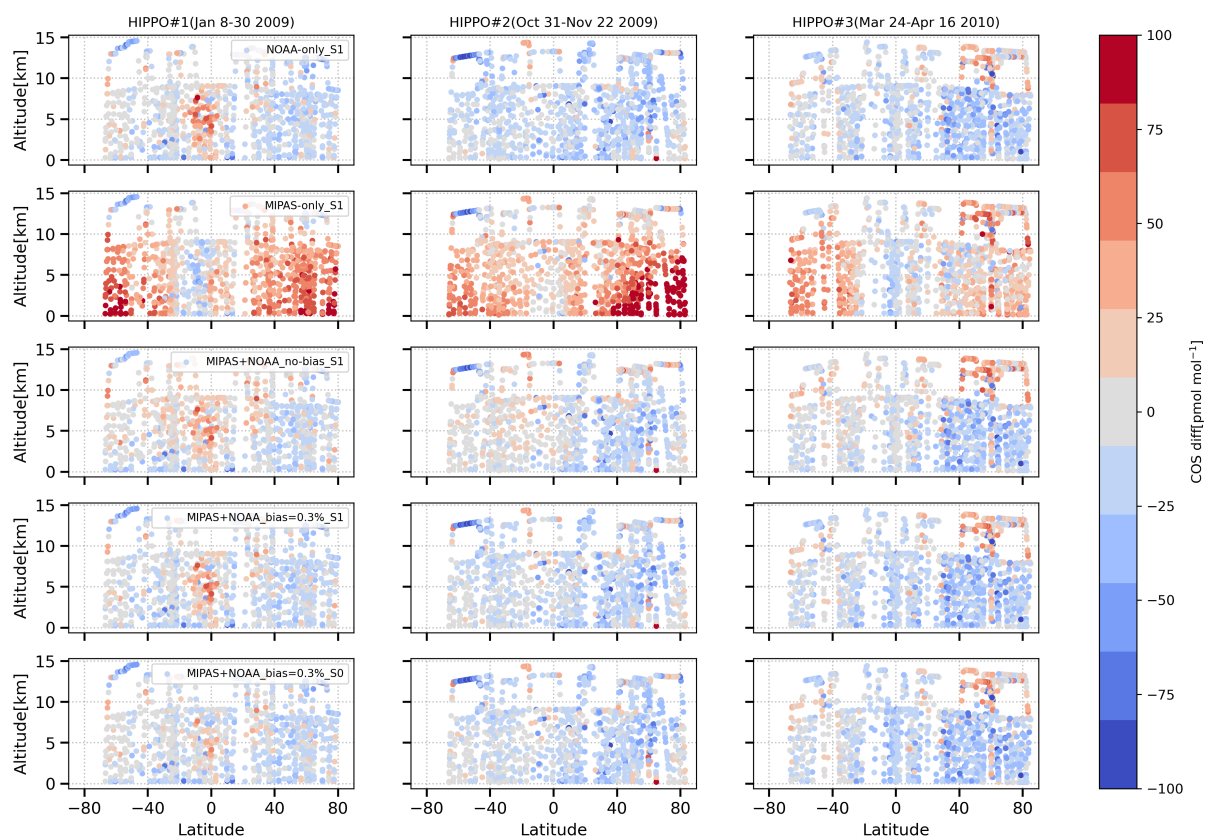 HIPPO#1(Jan 8-30 2009)
HIPPO#2(Oct 31-Nov 22 2009)
HIPPO#3(Mar 24-Apr 16 2010)
15
10
5
0
Altitude[km]
NOAA-only_S1
15
10
5
0
Altitude[km]
MIPAS-only_S1
15
10
5
0
Altitude[km]
MIPAS+NOAA_no-bias_S1
15
10
5
0
Altitude[km]
MIPAS+NOAA_bias=0.3%_S1
15
10
5
0
Altitude[km]
MIPAS+NOAA_bias=0.3%_S0
−80 −40 0 40 80
−80 −40 0 40 80
−80 −40 0 40 80
Latitude
Latitude
Latitude
100
75
50
25
0
−25
−50
−75
−100
COS diff[pmol mol⁻¹]